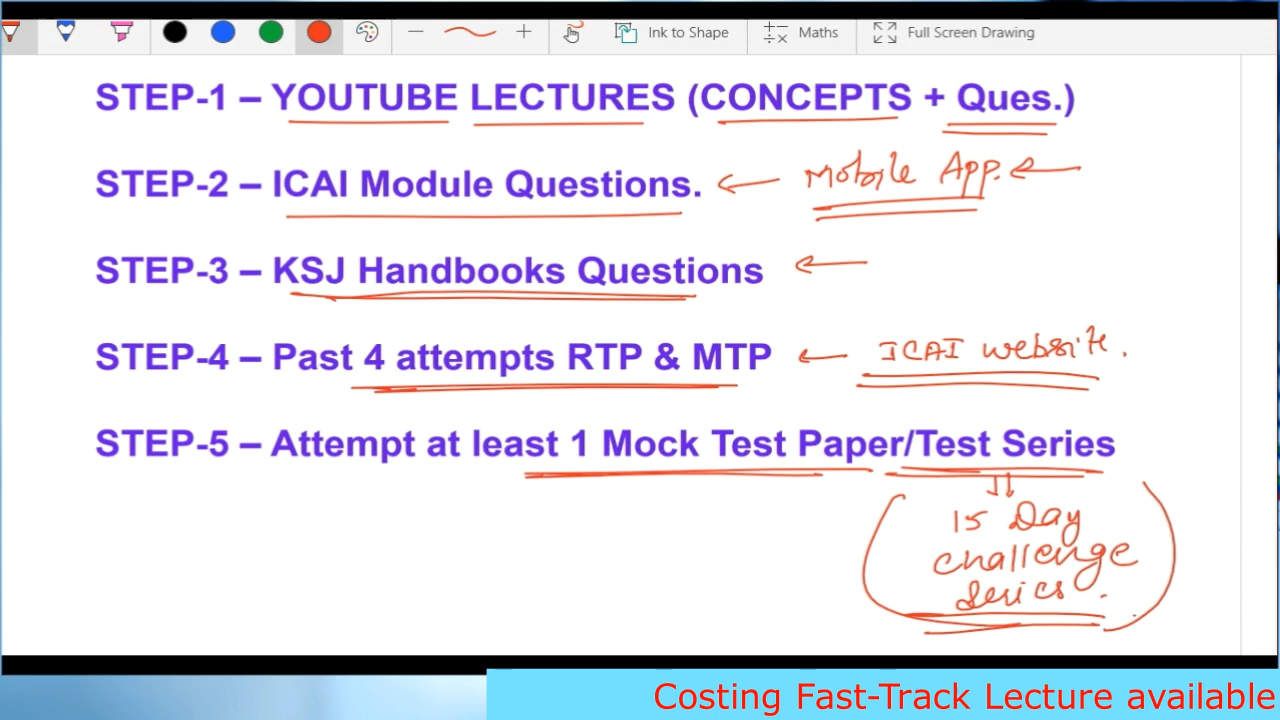 Ink to Shape Maths Full Screen Drawing
STEP-1 – YOUTUBE LECTURES (CONCEPTS + Ques.)
STEP-2 – ICAI Module Questions. ← Mobile App. ←
STEP-3 – KSJ Handbooks Questions ←
STEP-4 – Past 4 attempts RTP & MTP ← ICAI website.
STEP-5 – Attempt at least 1 Mock Test Paper/Test Series
15 Day
challenge
series.
Costing Fast-Track Lecture available